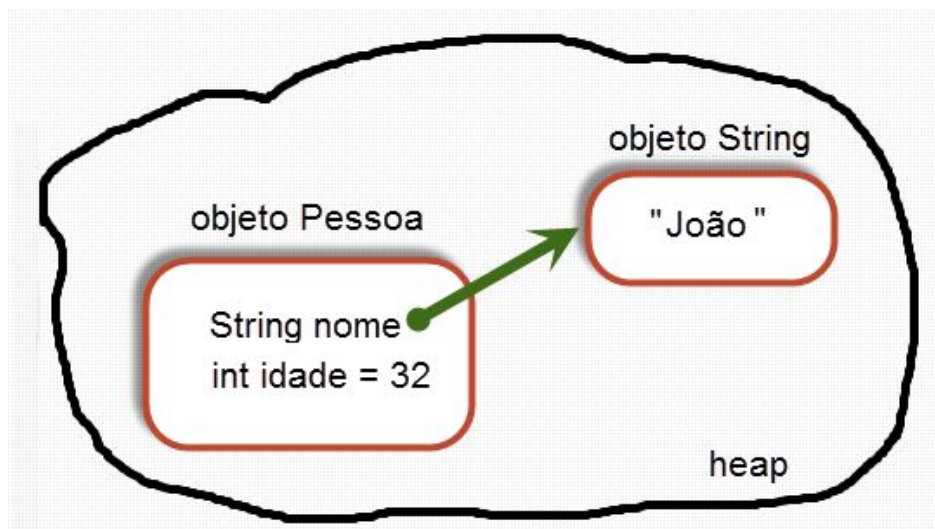 objeto String
"João"
objeto Pessoa
String nome
int idade = 32
heap